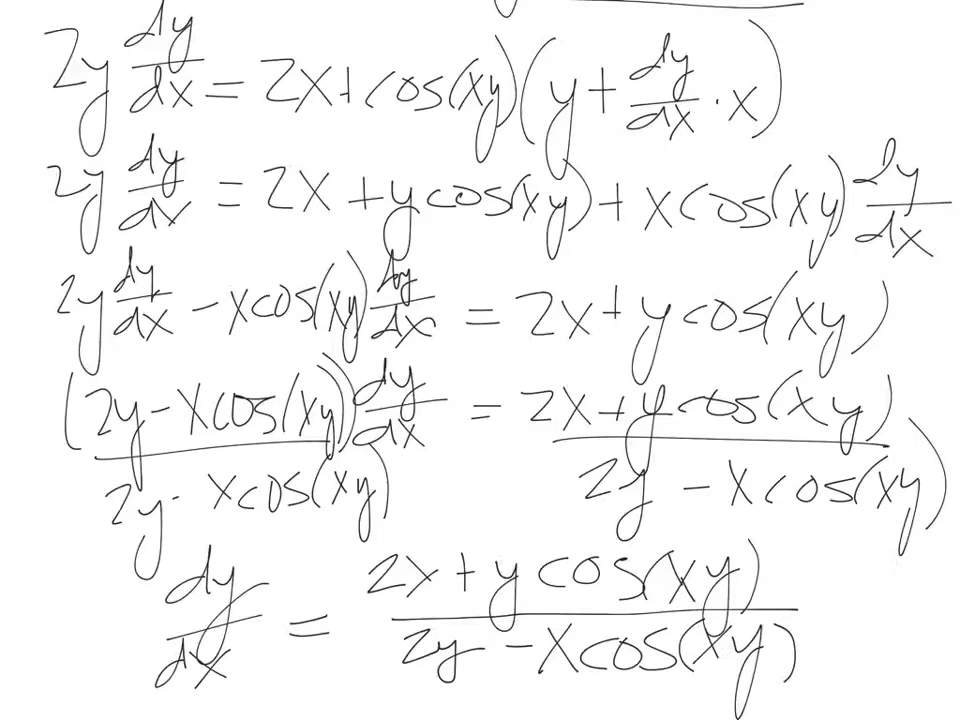 2y dy/dx = 2x + cos(xy)(y + dy/dx · x)
2y dy/dx = 2x + y cos(xy) + x cos(xy) dy/dx
2y dy/dx - x cos(xy) dy/dx = 2x + y cos(xy)
(2y - x cos(xy)) dy/dx / 2y - x cos(xy) = 2x + y cos(xy) / 2y - x cos(xy)
dy/dx = 2x + y cos(xy) / 2y - x cos(xy)